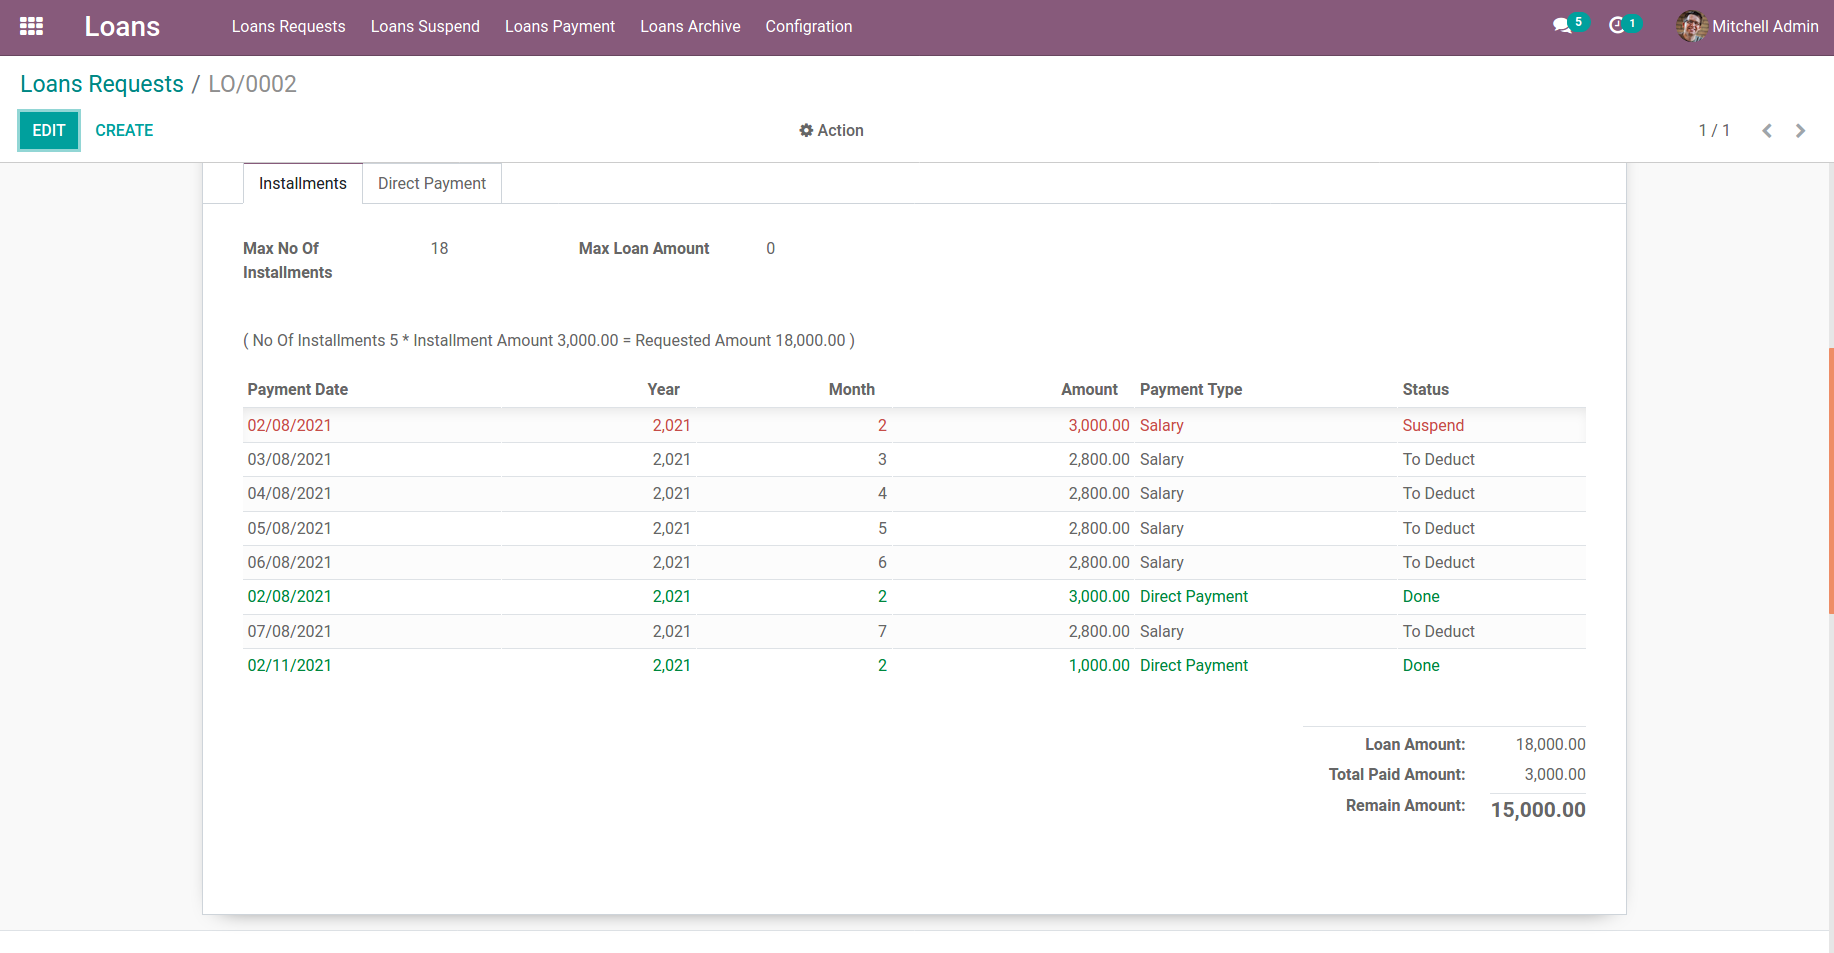 Loans Loans Requests Loans Suspend Loans Payment Loans Archive Configration 5 1 Mitchell Admin
Loans Requests / LO/0002
EDIT CREATE Action 1 / 1
Installments Direct Payment
Max No Of Installments 18 Max Loan Amount 0
( No Of Installments 5 * Installment Amount 3,000.00 = Requested Amount 18,000.00 )
Payment Date Year Month Amount Payment Type Status
02/08/2021 2,021 2 3,000.00 Salary Suspend
03/08/2021 2,021 3 2,800.00 Salary To Deduct
04/08/2021 2,021 4 2,800.00 Salary To Deduct
05/08/2021 2,021 5 2,800.00 Salary To Deduct
06/08/2021 2,021 6 2,800.00 Salary To Deduct
02/08/2021 2,021 2 3,000.00 Direct Payment Done
07/08/2021 2,021 7 2,800.00 Salary To Deduct
02/11/2021 2,021 2 1,000.00 Direct Payment Done
Loan Amount: 18,000.00
Total Paid Amount: 3,000.00
Remain Amount: 15,000.00